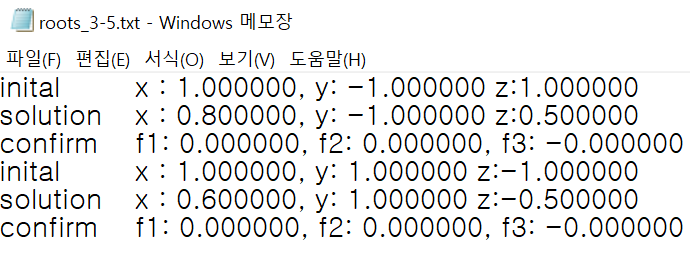 roots_3-5.txt - Windows 메모장
파일(F) 편집(E) 서식(O) 보기(V) 도움말(H)
inital x : 1.000000, y: -1.000000 z:1.000000
solution x : 0.800000, y: -1.000000 z:0.500000
confirm f1: 0.000000, f2: 0.000000, f3: -0.000000
inital x : 1.000000, y: 1.000000 z:-1.000000
solution x : 0.600000, y: 1.000000 z:-0.500000
confirm f1: 0.000000, f2: 0.000000, f3: -0.000000